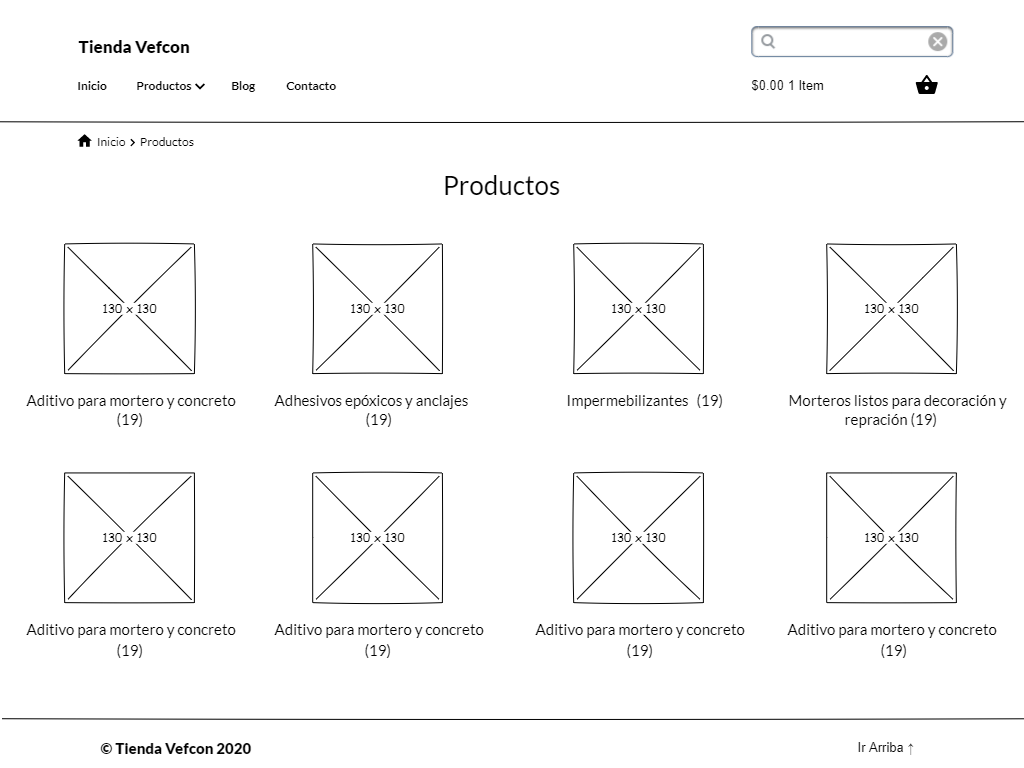 Tienda Vefcon
Inicio Productos Blog Contacto
$0.00 1 Item
Inicio > Productos
Productos
130 x 130 130 x 130 130 x 130 130 x 130
Aditivo para mortero y concreto
(19)
Adhesivos epóxicos y anclajes
(19)
Impermebilizantes (19)
Morteros listos para decoración y
repración (19)
130 x 130 130 x 130 130 x 130 130 x 130
Aditivo para mortero y concreto
(19)
Aditivo para mortero y concreto
(19)
Aditivo para mortero y concreto
(19)
Aditivo para mortero y concreto
(19)
© Tienda Vefcon 2020
Ir Arriba ↑